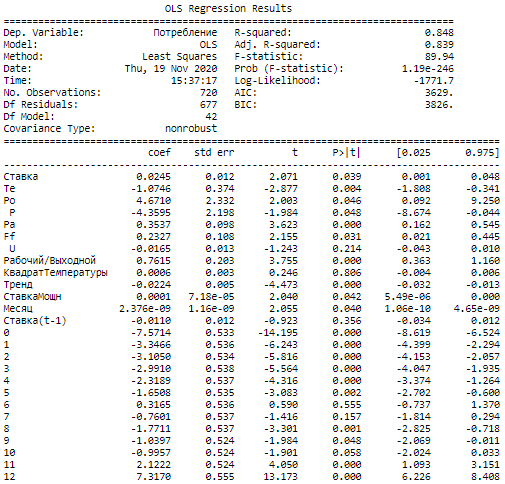 OLS Regression Results
==============================================================================
Dep. Variable: Потребление R-squared: 0.848
Model: OLS Adj. R-squared: 0.839
Method: Least Squares F-statistic: 89.94
Date: Thu, 19 Nov 2020 Prob (F-statistic): 1.19e-246
Time: 15:37:17 Log-Likelihood: -1771.7
No. Observations: 720 AIC: 3629.
Df Residuals: 677 BIC: 3826.
Df Model: 42
Covariance Type: nonrobust
====================================================================================
coef std err t P>|t| [0.025 0.975]
------------------------------------------------------------------------------------
Ставка 0.0245 0.012 2.071 0.039 0.001 0.048
Te -1.0746 0.374 -2.877 0.004 -1.808 -0.341
Po 4.6710 2.332 2.003 0.046 0.092 9.250
P -4.3595 2.198 -1.984 0.048 -8.674 -0.044
Pa 0.3537 0.098 3.623 0.000 0.162 0.545
Ff 0.2327 0.108 2.155 0.031 0.021 0.445
U -0.0165 0.013 -1.243 0.214 -0.043 0.010
Рабочий/Выходной 0.7615 0.203 3.755 0.000 0.363 1.160
КвадратТемпературы 0.0006 0.003 0.246 0.806 -0.004 0.006
Тренд -0.0224 0.005 -4.473 0.000 -0.032 -0.013
СтавкаМощн 0.0001 7.18e-05 2.040 0.042 5.49e-06 0.000
Месяц 2.376e-09 1.16e-09 2.055 0.040 1.06e-10 4.65e-09
Ставка(t-1) -0.0110 0.012 -0.923 0.356 -0.034 0.012
0 -7.5714 0.533 -14.195 0.000 -8.619 -6.524
1 -3.3466 0.536 -6.243 0.000 -4.399 -2.294
2 -3.1050 0.534 -5.816 0.000 -4.153 -2.057
3 -2.9910 0.538 -5.564 0.000 -4.047 -1.935
4 -2.3189 0.537 -4.316 0.000 -3.374 -1.264
5 -1.6508 0.535 -3.083 0.002 -2.702 -0.600
6 0.3165 0.536 0.590 0.555 -0.737 1.370
7 -0.7601 0.537 -1.416 0.157 -1.814 0.294
8 -1.7711 0.537 -3.301 0.001 -2.825 -0.718
9 -1.0397 0.524 -1.984 0.048 -2.069 -0.011
10 -0.9957 0.524 -1.901 0.058 -2.024 0.033
11 2.1222 0.524 4.050 0.000 1.093 3.151
12 7.3170 0.555 13.173 0.000 6.226 8.408